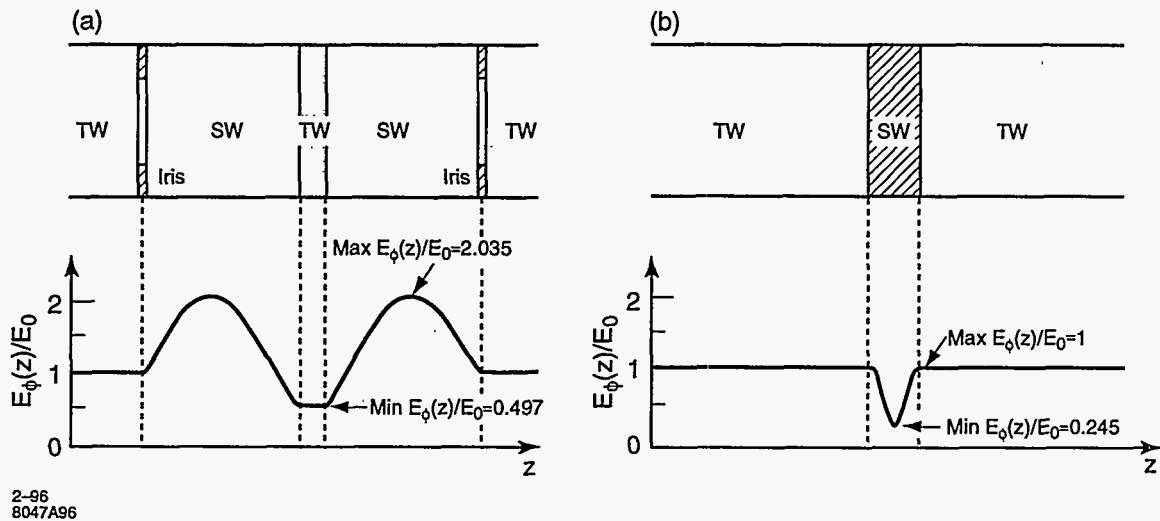 (a)
TW
SW
TW
SW
TW
Iris
Iris
Max E_ϕ(z)/E_0=2.035
2
1
0
E_ϕ(z)/E_0
Min E_ϕ(z)/E_0=0.497
z
(b)
TW
SW
TW
2
1
0
E_ϕ(z)/E_0
Max E_ϕ(z)/E_0=1
Min E_ϕ(z)/E_0=0.245
z
2–96
8047A96